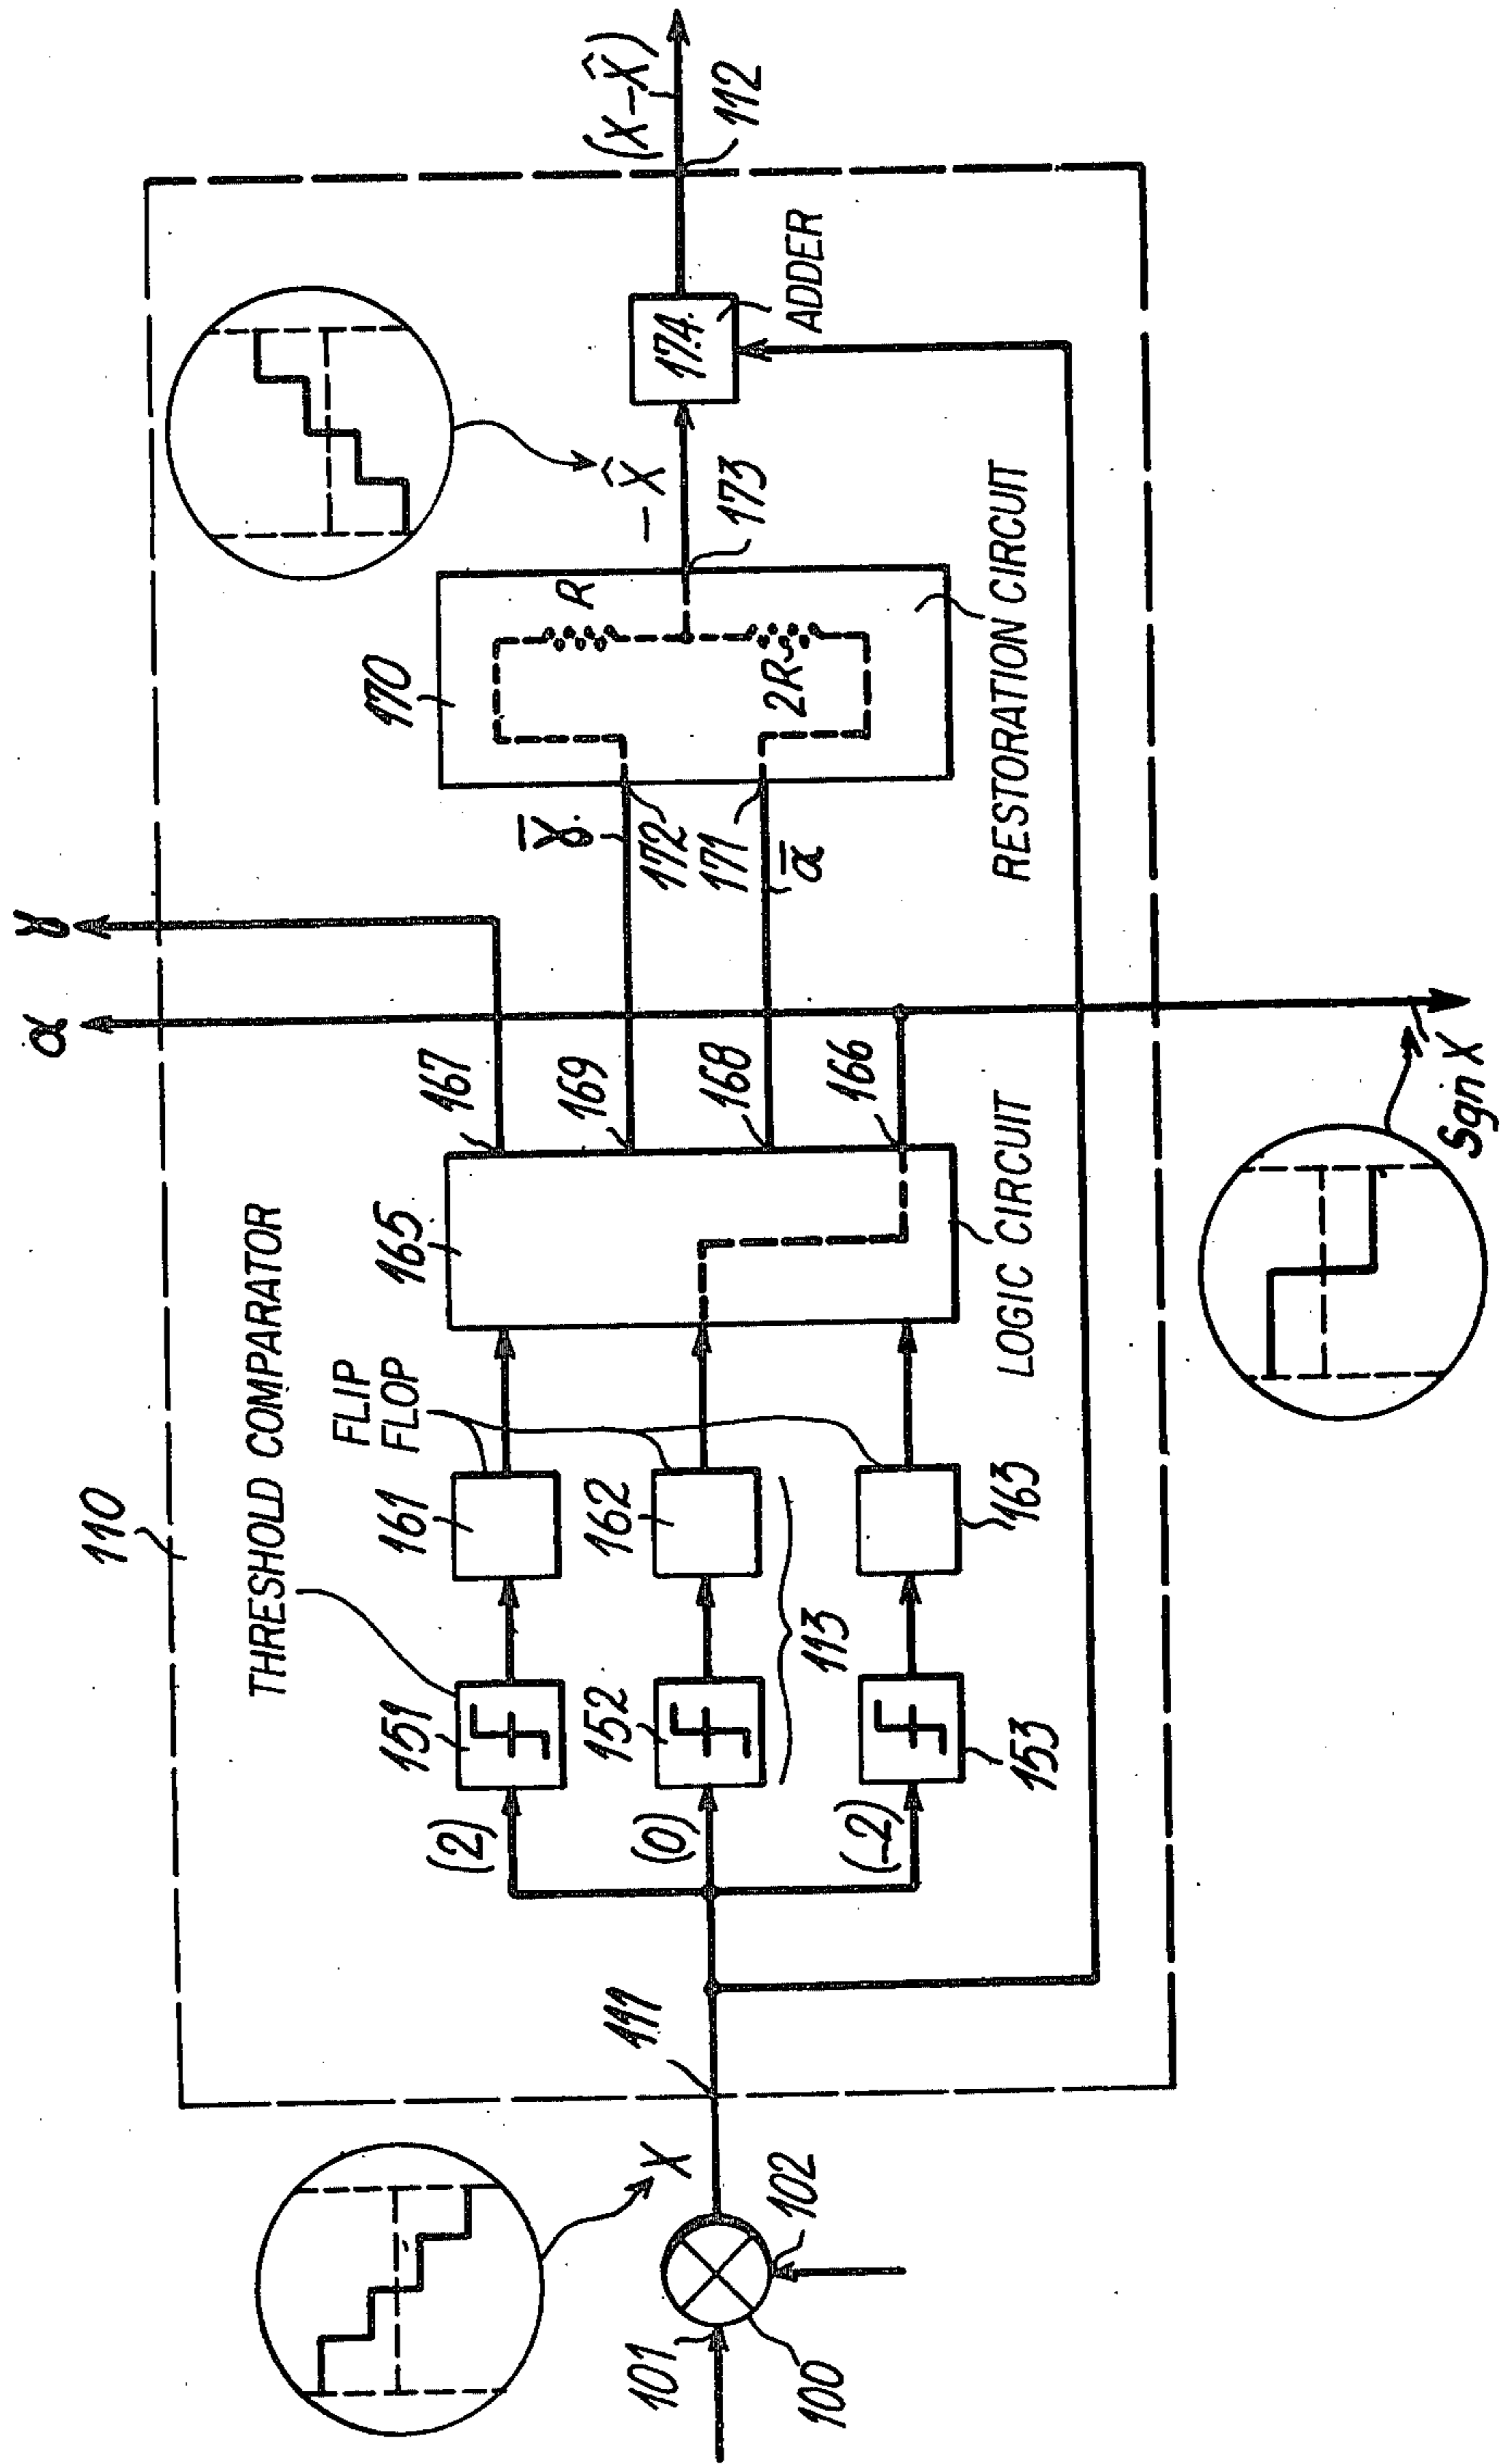 110
α
γ
THRESHOLD COMPARATOR
FLIP
FLOP
151
161
165
167
(2)
152
162
169
γ̅
172
170
R
(0)
113
168
171
α̅
2R
(-2)
153
163
166
LOGIC CIRCUIT
RESTORATION CIRCUIT
-X̂
173
174
ADDER
(X-X̂)
112
X
111
101
102
100
Sgn X